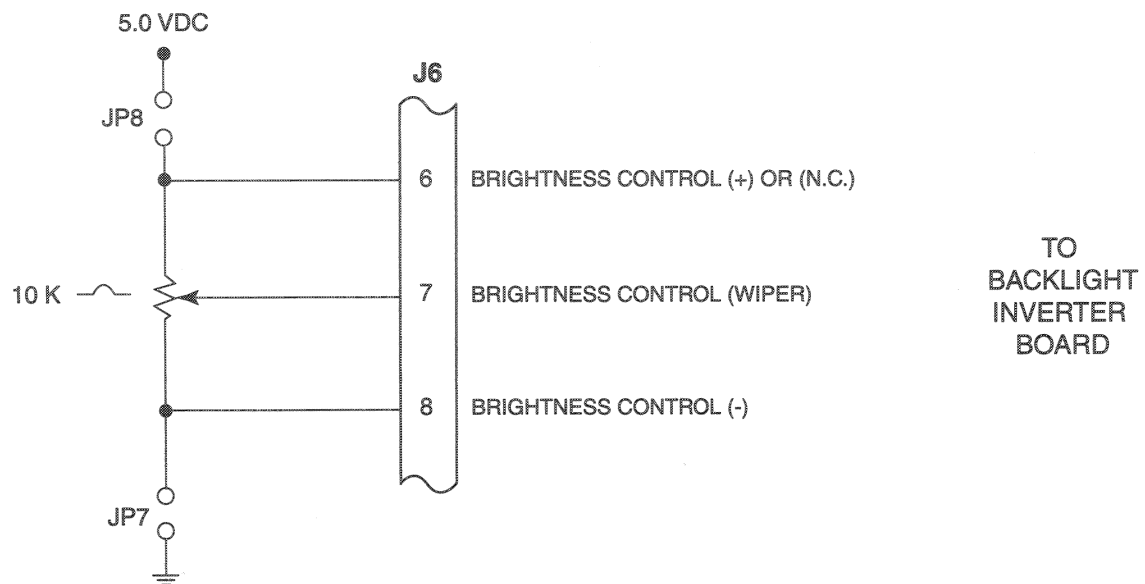 5.0 VDC
J6
JP8
6 BRIGHTNESS CONTROL (+) OR (N.C.)
10 K
7 BRIGHTNESS CONTROL (WIPER)
TO
BACKLIGHT
INVERTER
BOARD
8 BRIGHTNESS CONTROL (-)
JP7